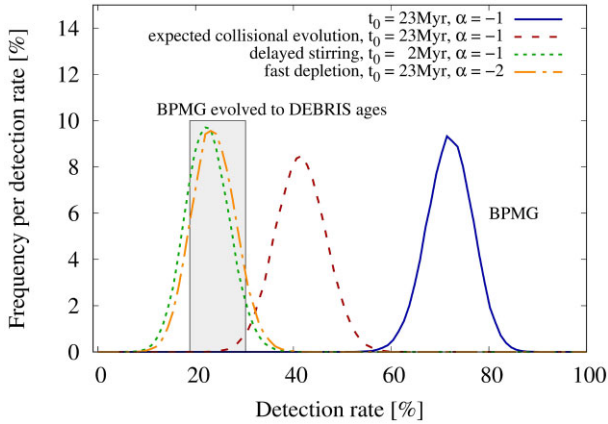 t₀ = 23Myr, α = −1
expected collisional evolution, t₀ = 23Myr, α = −1
delayed stirring, t₀ = 2Myr, α = −1
fast depletion, t₀ = 23Myr, α = −2
BPMG evolved to DEBRIS ages
BPMG
Frequency per detection rate [%]
14
12
10
8
6
4
2
0
0 20 40 60 80 100
Detection rate [%]